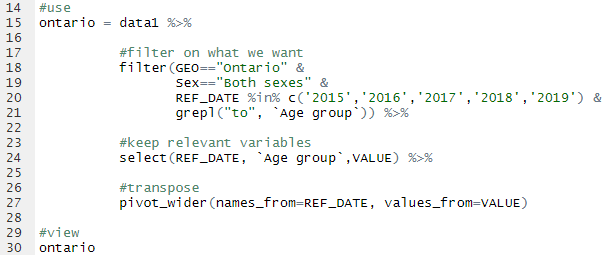 14 #use
15 ontario = data1 %>%
16
17 #filter on what we want
18 filter(GEO=="Ontario" &
19 sex=="Both sexes" &
20 REF_DATE %in% c('2015','2016','2017','2018','2019') &
21 grepl("to", `Age group`)) %>%
22
23 #keep relevant variables
24 select(REF_DATE, `Age group`,VALUE) %>%
25
26 #transpose
27 pivot_wider(names_from=REF_DATE, values_from=VALUE)
28
29 #view
30 ontario